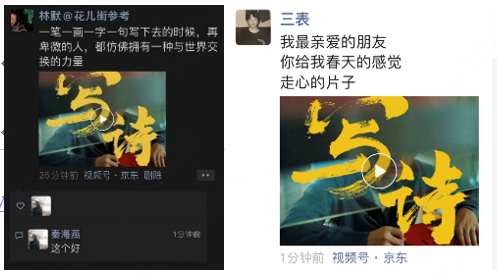 林默@花儿街参考
一笔一画一字一句写下去的时候，再
卑微的人，都仿佛拥有一种与世界交
换的力量
写
诗
25分钟前 视频号·京东 删除
秦海燕
1分钟前
这个好
三表
我最亲爱的朋友
你给我春天的感觉
走心的片子
写
诗
1分钟前 视频号·京东